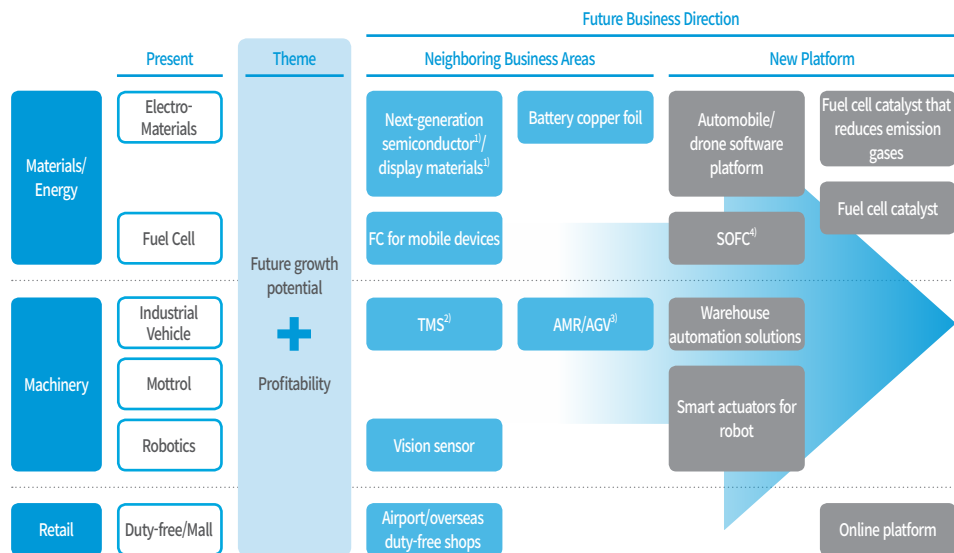 Future Business Direction
Present
Theme
Neighboring Business Areas
New Platform
Materials/
Energy
Electro-
Materials
Fuel Cell
Next-generation
semiconductor1)/
display materials1)
Battery copper foil
FC for mobile devices
Automobile/
drone software
platform
Fuel cell catalyst that
reduces emission
gases
Fuel cell catalyst
SOFC4)
Future growth
potential
+
Profitability
Machinery
Industrial
Vehicle
Mottrol
Robotics
TMS2)
AMR/AGV3)
Vision sensor
Warehouse
automation solutions
Smart actuators for
robot
Retail
Duty-free/Mall
Airport/overseas
duty-free shops
Online platform